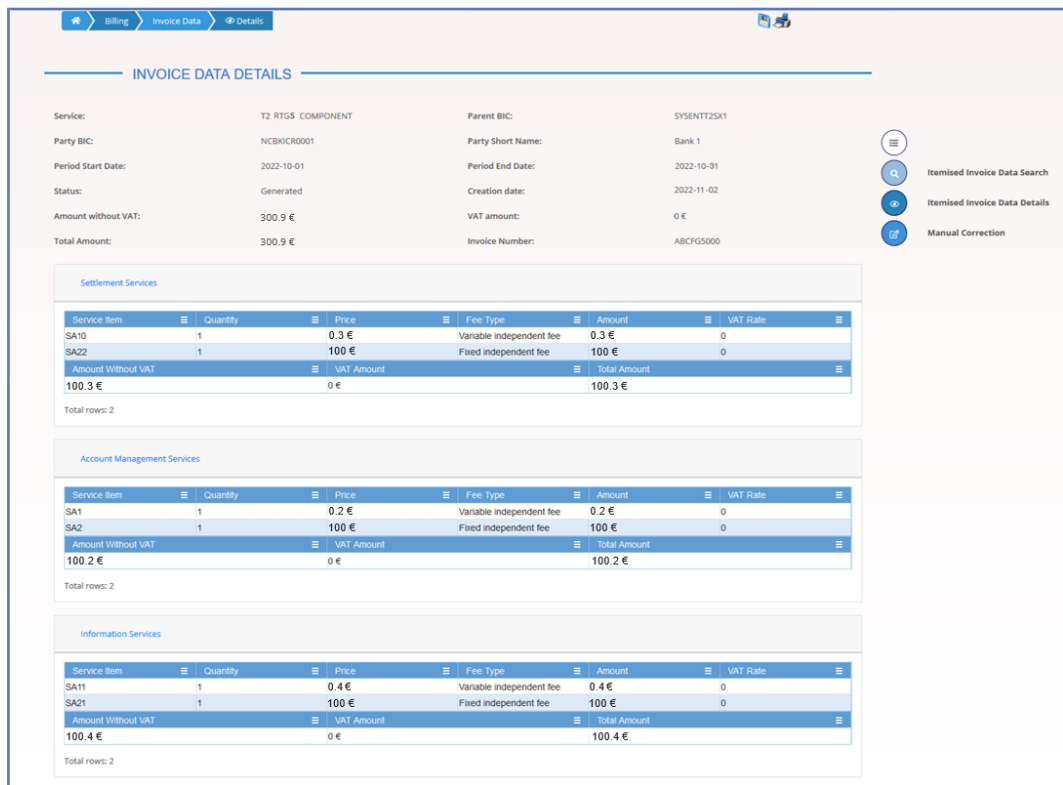 Billing Invoice Data Details
INVOICE DATA DETAILS
Service: T2 RTGS COMPONENT Parent BIC: SYSENTT2SX1
Party BIC: NCBKICR0001 Party Short Name: Bank 1
Period Start Date: 2022-10-01 Period End Date: 2022-10-31
Itemised Invoice Data Search
Status: Generated Creation date: 2022-11-02
Itemised Invoice Data Details
Amount without VAT: 300.9 € VAT amount: 0 €
Manual Correction
Total Amount: 300.9 € Invoice Number: ABCFG5000
Settlement Services
Service Item Quantity Price Fee Type Amount VAT Rate
SA10 1 0.3 € Variable independent fee 0.3 € 0
SA22 1 100 € Fixed independent fee 100 € 0
Amount Without VAT VAT Amount Total Amount
100.3 € 0 € 100.3 €
Total rows: 2
Account Management Services
Service Item Quantity Price Fee Type Amount VAT Rate
SA1 1 0.2 € Variable independent fee 0.2 € 0
SA2 1 100 € Fixed independent fee 100 € 0
Amount Without VAT VAT Amount Total Amount
100.2 € 0 € 100.2 €
Total rows: 2
Information Services
Service Item Quantity Price Fee Type Amount VAT Rate
SA11 1 0.4 € Variable independent fee 0.4 € 0
SA21 1 100 € Fixed independent fee 100 € 0
Amount Without VAT VAT Amount Total Amount
100.4 € 0 € 100.4 €
Total rows: 2